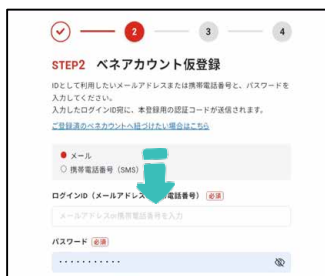 2 3 4
STEP2 ベネアカウント仮登録
IDとして利用したいメールアドレスまたは携帯電話番号と、パスワードを
入力してください。
入力したログインID宛に、本登録用の認証コードが送信されます。
ご登録済のベネカウントへ紐づけたい場合はこちら
メール
携帯電話番号（SMS）
ログインID（メールアドレス 電話番号） 必須
メールアドレスor携帯電話番号を入力
パスワード 必須